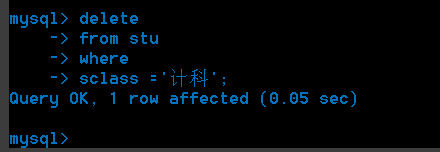 mysql> delete
    -> from stu
    -> where
    -> sclass ='计科';
Query OK, 1 row affected (0.05 sec)
mysql>